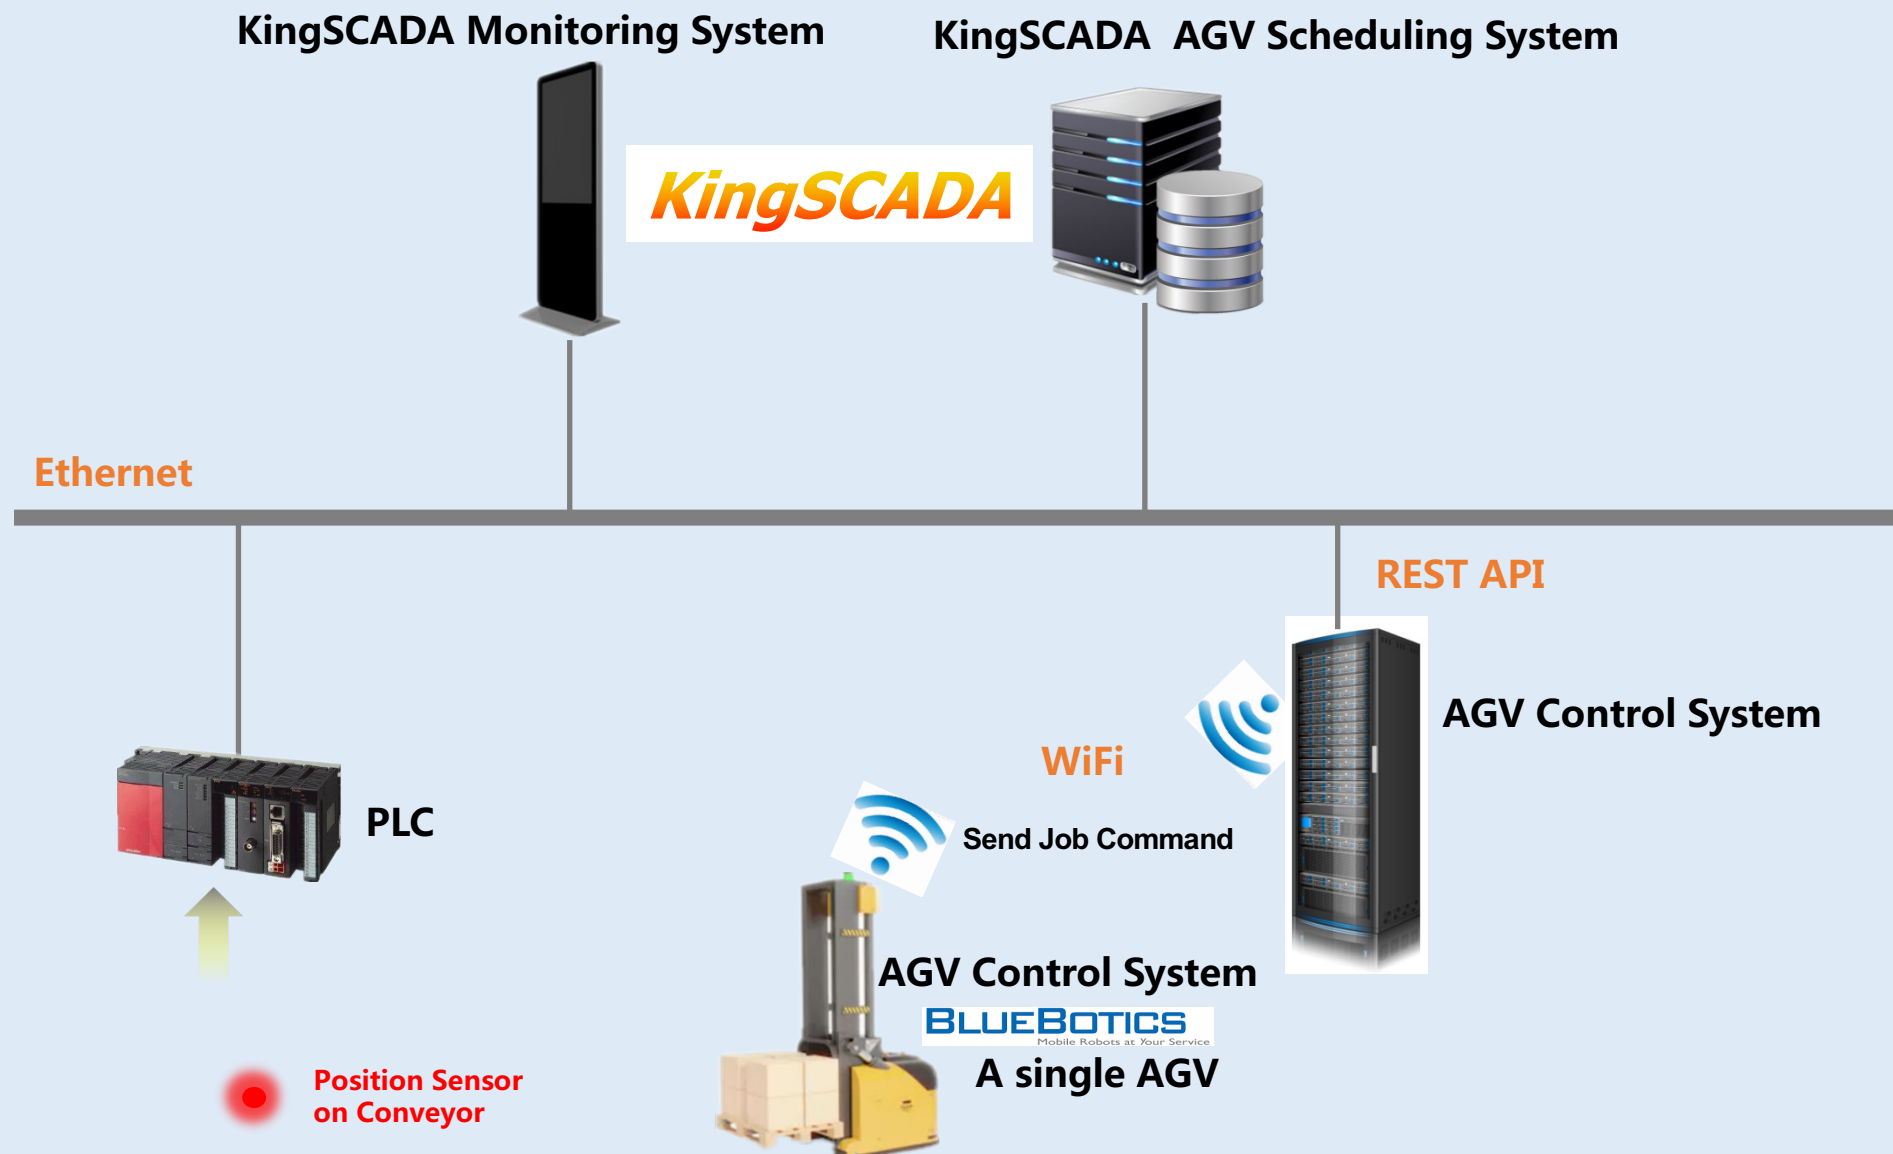 KingSCADA Monitoring System
KingSCADA AGV Scheduling System
KingSCADA
Ethernet
REST API
AGV Control System
WiFi
PLC
Send Job Command
AGV Control System
BLUEBOTICS
Mobile Robots at Your Service
A single AGV
Position Sensor
on Conveyor